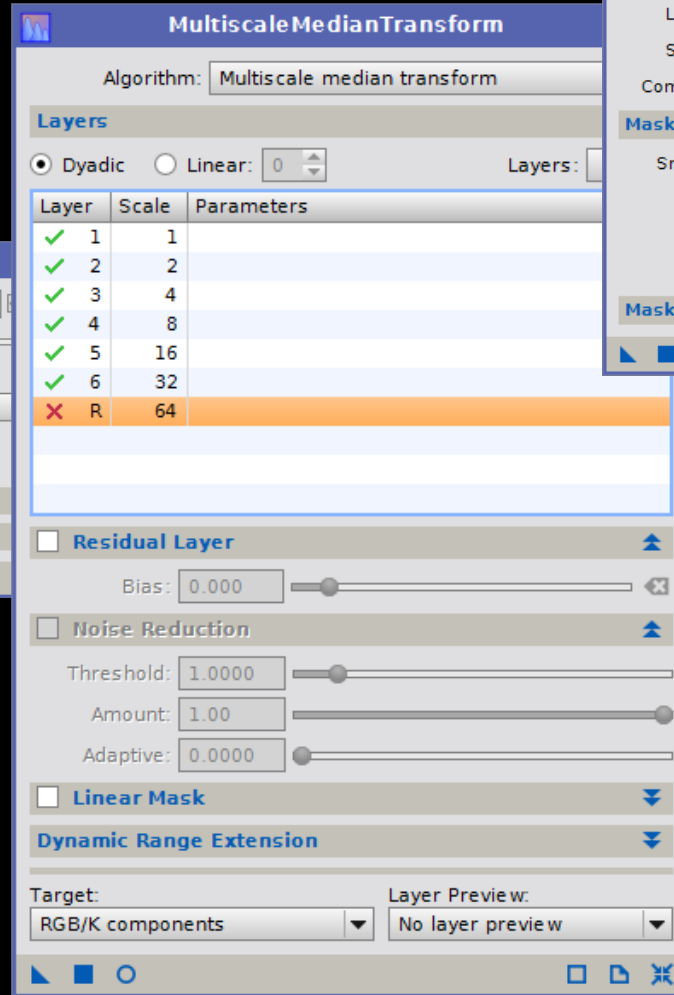 MultiscaleMedianTransform
Algorithm: Multiscale median transform
Layers
Dyadic Linear: 0 Layers:
Layer Scale Parameters
1 1
2 2
3 4
4 8
5 16
6 32
R 64
Residual Layer
Bias: 0.000
Noise Reduction
Threshold: 1.0000
Amount: 1.00
Adaptive: 0.0000
Linear Mask
Dynamic Range Extension
Target: Layer Preview:
RGB/K components No layer preview
L
S
Com
Mask
Sm
Mask